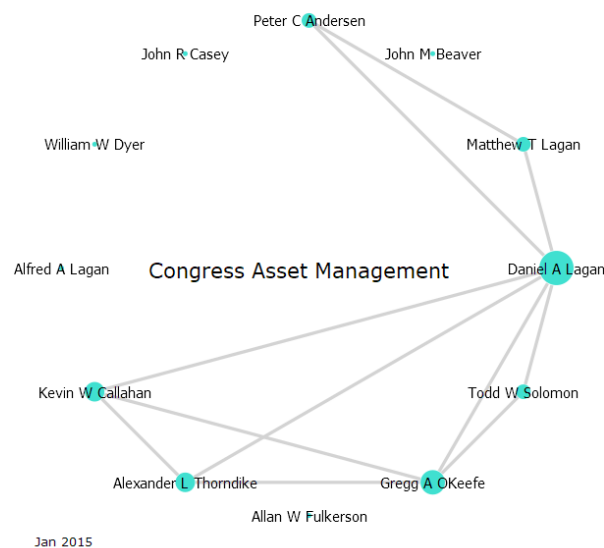 Peter C Andersen
John R Casey
John M Beaver
William W Dyer
Matthew T Lagan
Alfred A Lagan
Congress Asset Management
Daniel A Lagan
Kevin W Callahan
Todd W Solomon
Alexander L Thorndike
Gregg A OKeefe
Allan W Fulkerson
Jan 2015